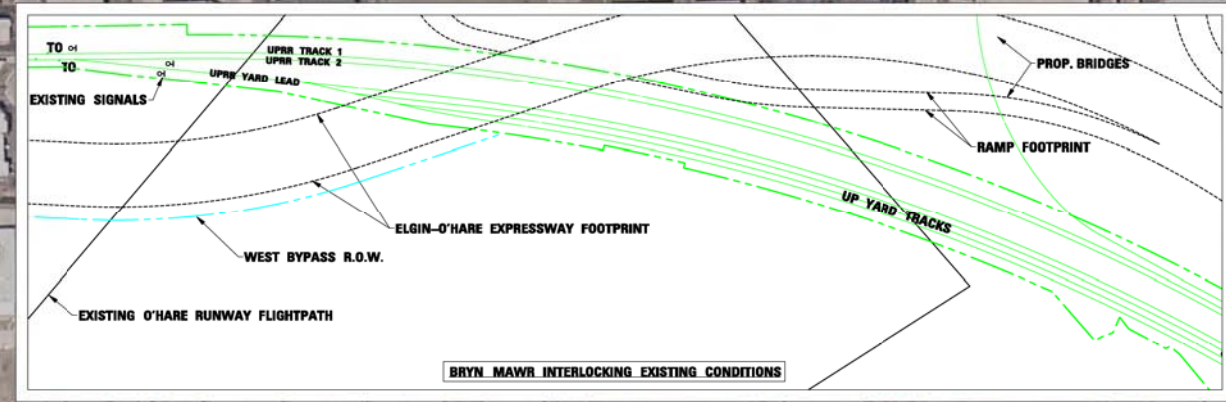 UPRR TRACK 1
TO
UPRR TRACK 2
TO
UPRR YARD LEAD
PROP. BRIDGES
EXISTING SIGNALS
RAMP FOOTPRINT
UP YARD TRACKS
ELGIN-O'HARE EXPRESSWAY FOOTPRINT
WEST BYPASS R.O.W.
EXISTING O'HARE RUNWAY FLIGHTPATH
BRYN MAWR INTERLOCKING EXISTING CONDITIONS